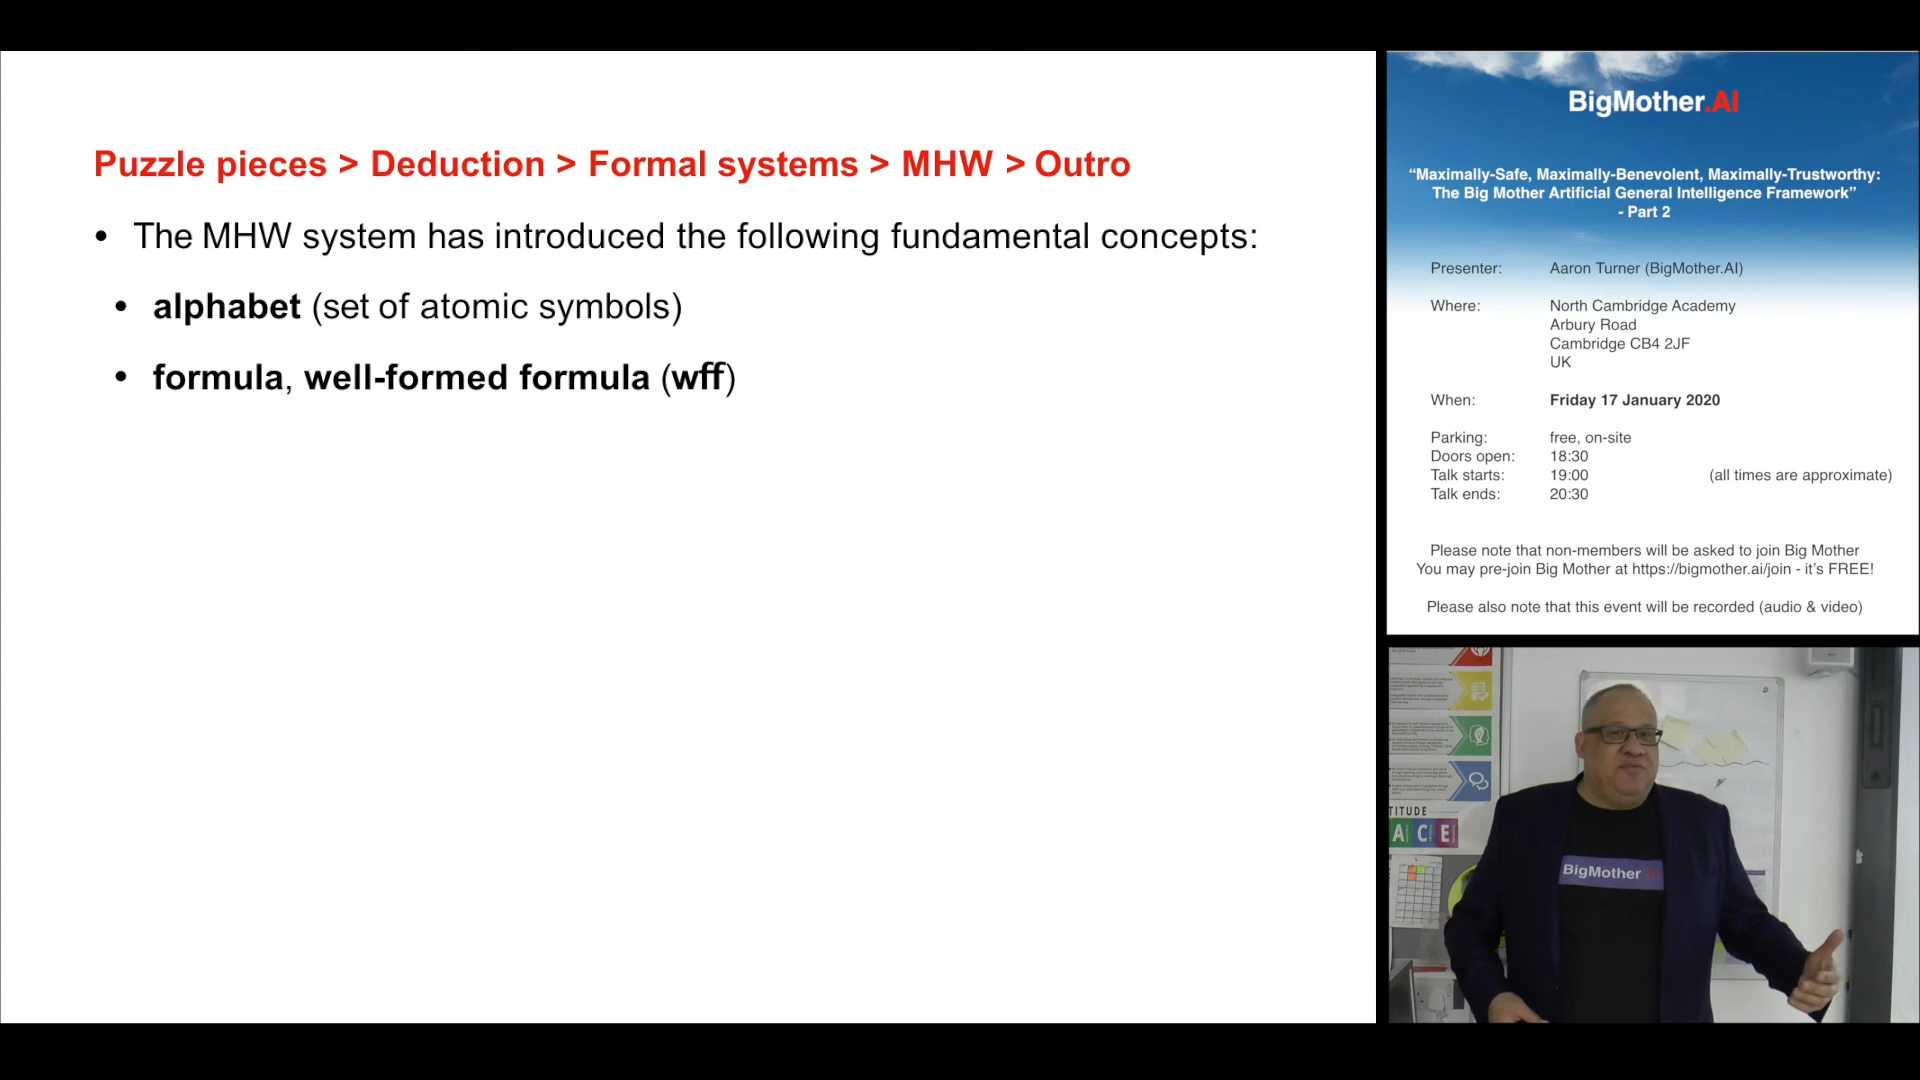 Puzzle pieces > Deduction > Formal systems > MHW > Outro
• The MHW system has introduced the following fundamental concepts:
• alphabet (set of atomic symbols)
• formula, well-formed formula (wff)
BigMother.AI
“Maximally-Safe, Maximally-Benevolent, Maximally-Trustworthy:
The Big Mother Artificial General Intelligence Framework”
- Part 2
Presenter: Aaron Turner (BigMother.AI)
Where: North Cambridge Academy
Arbury Road
Cambridge CB4 2JF
UK
When: Friday 17 January 2020
Parking: free, on-site
Doors open: 18:30
Talk starts: 19:00 (all times are approximate)
Talk ends: 20:30
Please note that non-members will be asked to join Big Mother
You may pre-join Big Mother at https://bigmother.ai/join - it’s FREE!
Please also note that this event will be recorded (audio & video)
TITUDE
ACE
BigMother.AI